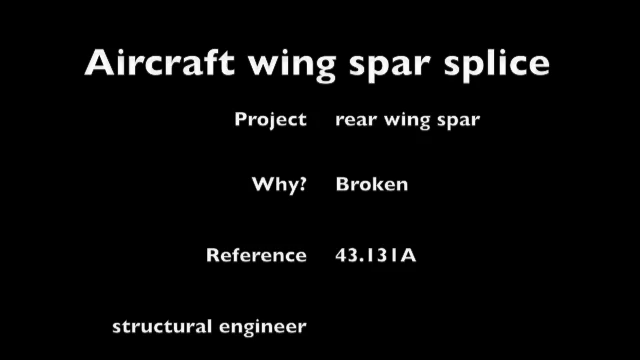 Aircraft wing spar splice
Project rear wing spar
Why? Broken
Reference 43.131A
structural engineer